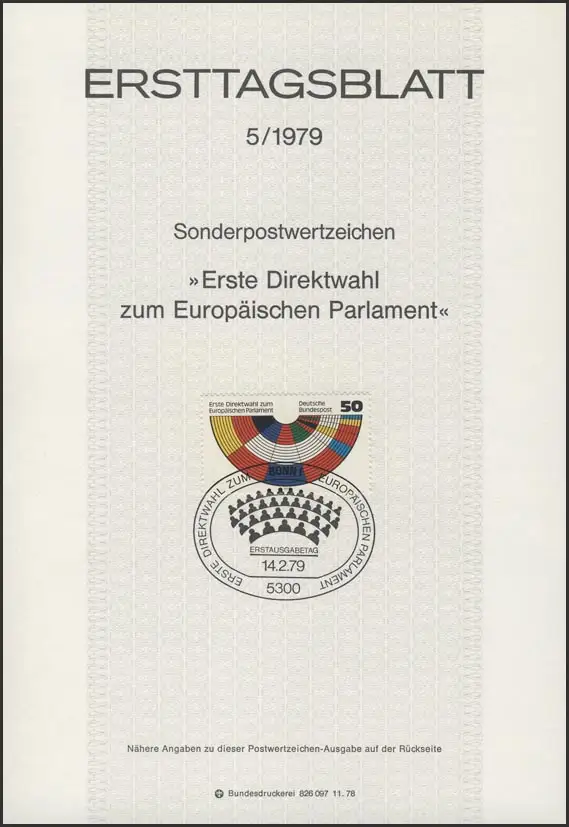 ERSTTAGSBLATT
5/1979
Sonderpostwertzeichen
»Erste Direktwahl
zum Europäischen Parlament«
Erste Direktwahl zum
Europäischen Parlament
Deutsche
Bundespost
50
BONN 1
ERSTE DIREKTWAHL ZUM EUROPÄISCHEN PARLAMENT
ERSTAUSGABETAG
14.2.79
5300
Nähere Angaben zu dieser Postwertzeichen-Ausgabe auf der Rückseite
Bundesdruckerei 826 097 11. 78